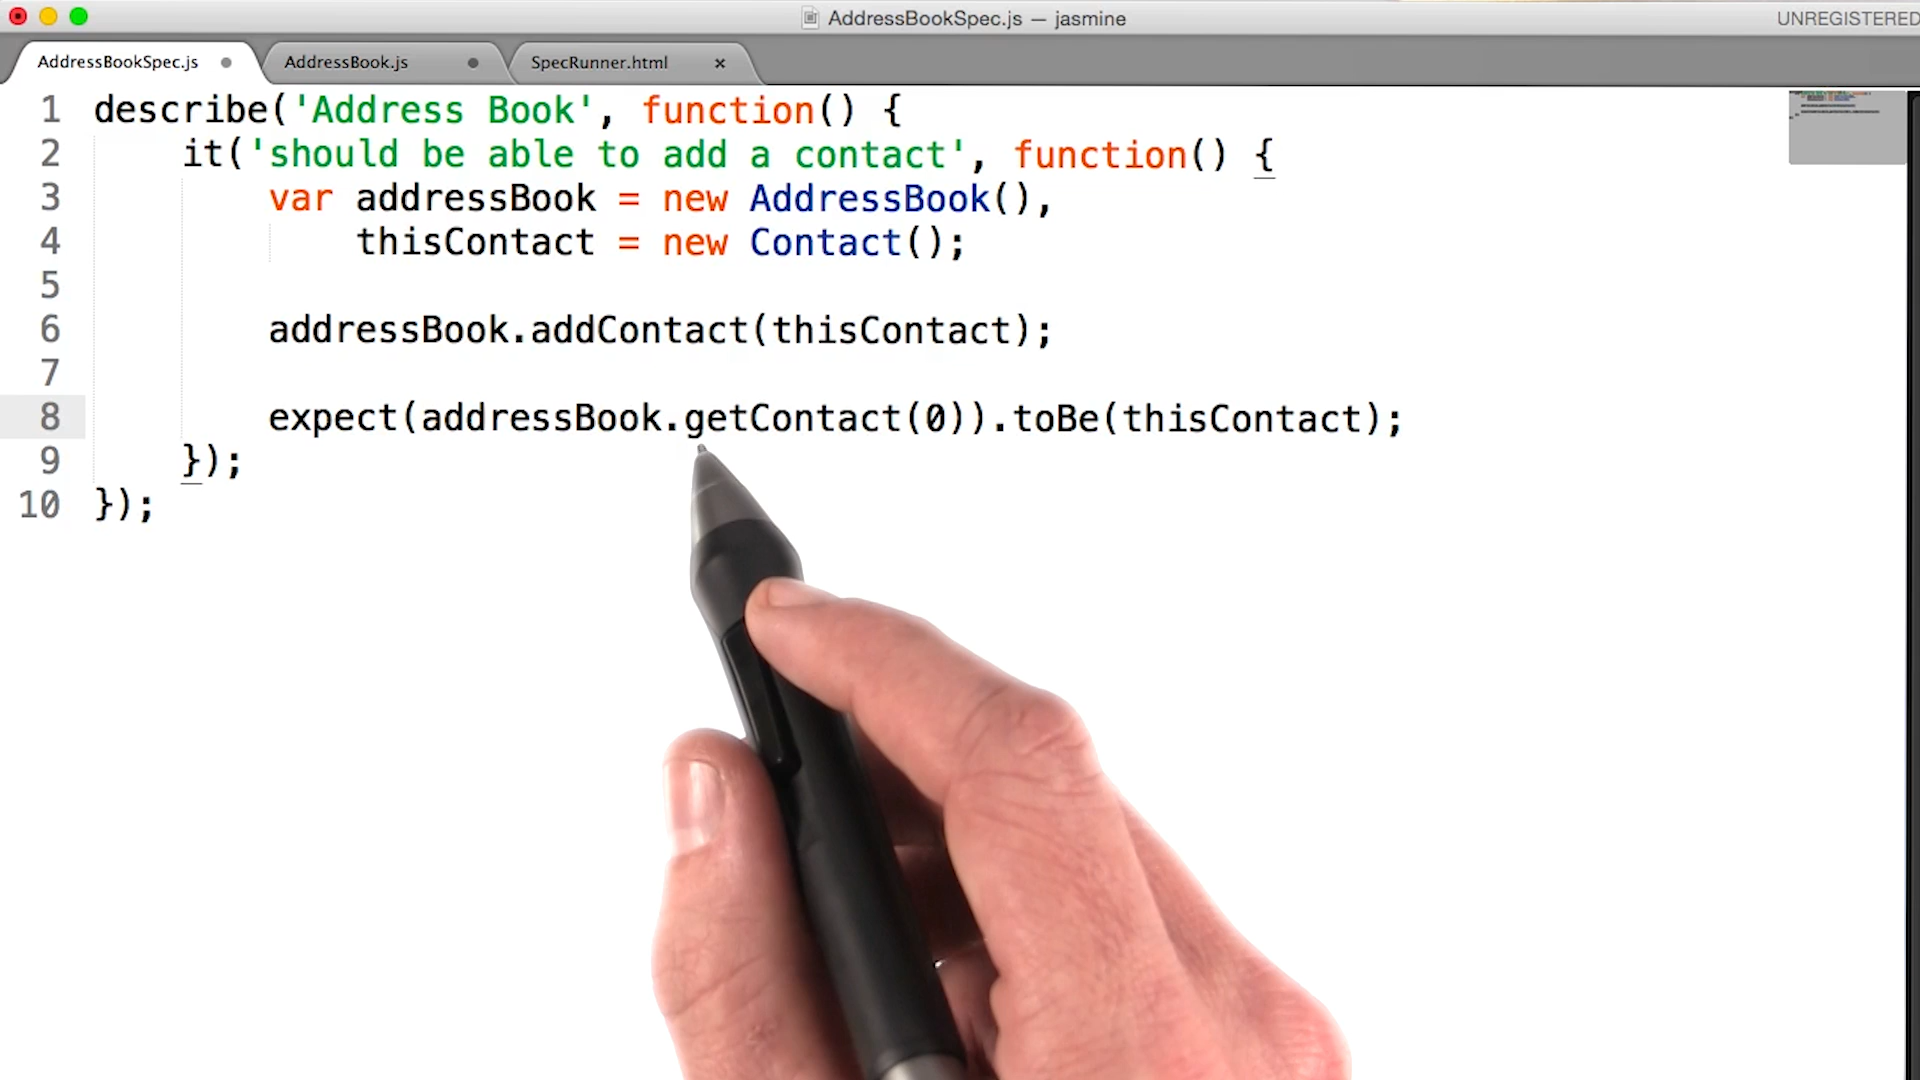 AddressBookSpec.js — jasmine
UNREGISTERED
AddressBookSpec.js
AddressBook.js
SpecRunner.html
1 describe('Address Book', function() {
2 it('should be able to add a contact', function() {
3 var addressBook = new AddressBook(),
4 thisContact = new Contact();
5
6 addressBook.addContact(thisContact);
7
8 expect(addressBook.getContact(0)).toBe(thisContact);
9 });
10 });